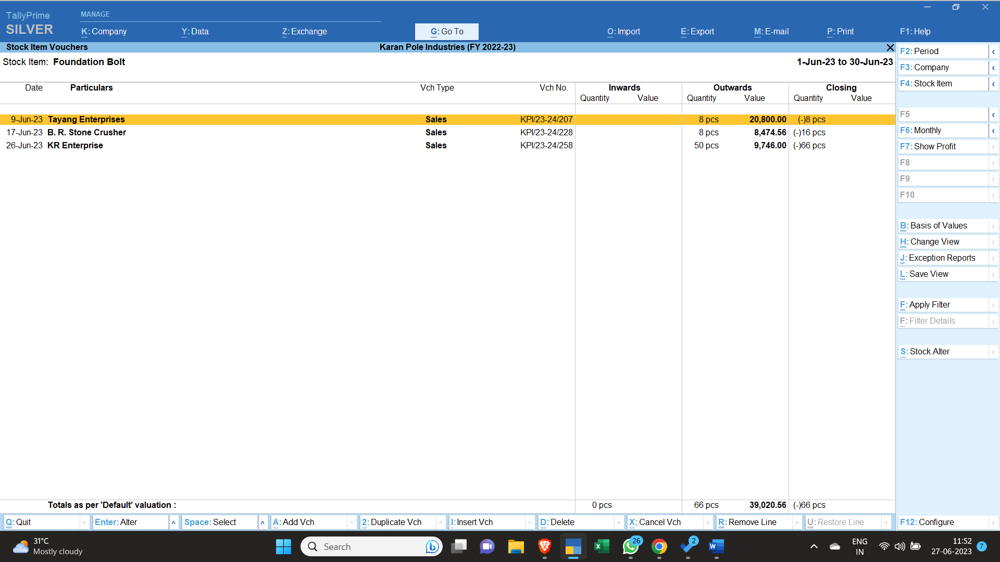 TallyPrime
SILVER
MANAGE
K: Company
Y: Data
Z: Exchange
G: Go To
O: Import
E: Export
M: E-mail
P: Print
F1: Help
Stock Item Vouchers
Karan Pole Industries (FY 2022-23)
Stock Item: Foundation Bolt
1-Jun-23 to 30-Jun-23
Date Particulars Vch Type Vch No. Inwards Outwards Closing
Quantity Value Quantity Value Quantity Value
9-Jun-23 Tayang Enterprises Sales KPI/23-24/207 8 pcs 20,800.00 (-)8 pcs
17-Jun-23 B. R. Stone Crusher Sales KPI/23-24/228 8 pcs 8,474.56 (-)16 pcs
26-Jun-23 KR Enterprise Sales KPI/23-24/258 50 pcs 9,746.00 (-)66 pcs
Totals as per 'Default' valuation : 0 pcs 66 pcs 39,020.56 (-)66 pcs
F2: Period
F3: Company
F4: Stock Item
F5
F6: Monthly
F7: Show Profit
F8
F9
F10
B: Basis of Values
H: Change View
J: Exception Reports
L: Save View
F: Apply Filter
F: Filter Details
S: Stock Alter
Q: Quit
Enter: Alter
Space: Select
A: Add Vch
2: Duplicate Vch
I: Insert Vch
D: Delete
X: Cancel Vch
R: Remove Line
U: Restore Line
F12: Configure
31°C
Mostly cloudy
Search
26
2
ENG
IN
11:52
27-06-2023
7